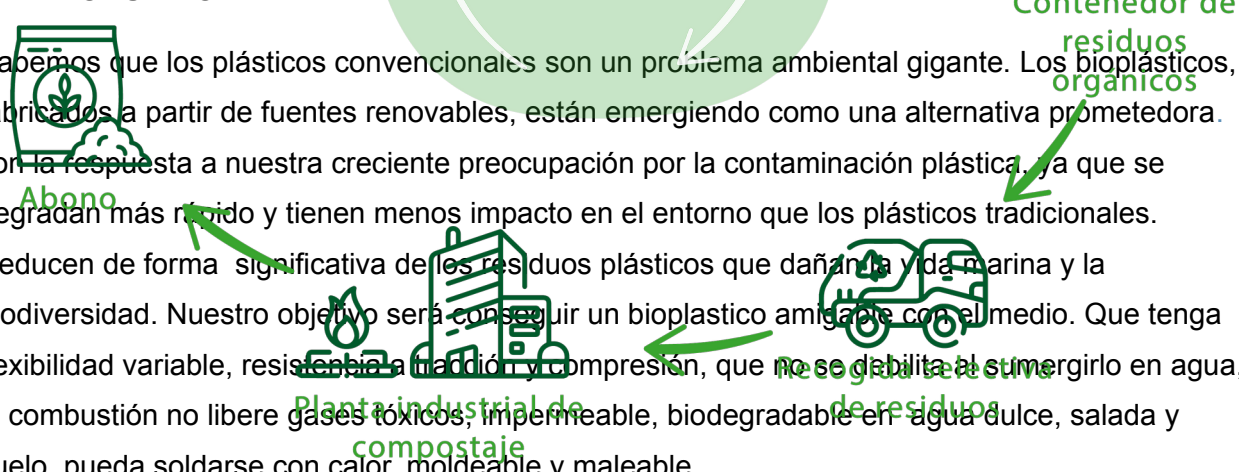 Contenedor de
residuos
orgánicos
abemos que los plásticos convencionales son un problema ambiental gigante. Los bioplásticos,
abricados a partir de fuentes renovables, están emergiendo como una alternativa prometedora.
on la respuesta a nuestra creciente preocupación por la contaminación plástica, ya que se
egradan más rápido y tienen menos impacto en el entorno que los plásticos tradicionales.
educen de forma significativa de los residuos plásticos que dañan la vida marina y la
odiversidad. Nuestro objetivo será conseguir un bioplastico amigable con el medio. Que tenga
exibilidad variable, resistencia a tracción y compresión, que no se debilita al sumergirlo en agua,
combustión no libere gases tóxicos, impermeable, biodegradable en agua dulce, salada y
uelo, pueda soldarse con calor, moldeable y maleable
Abono
Recogida selectiva
de residuos
Planta industrial de
compostaje